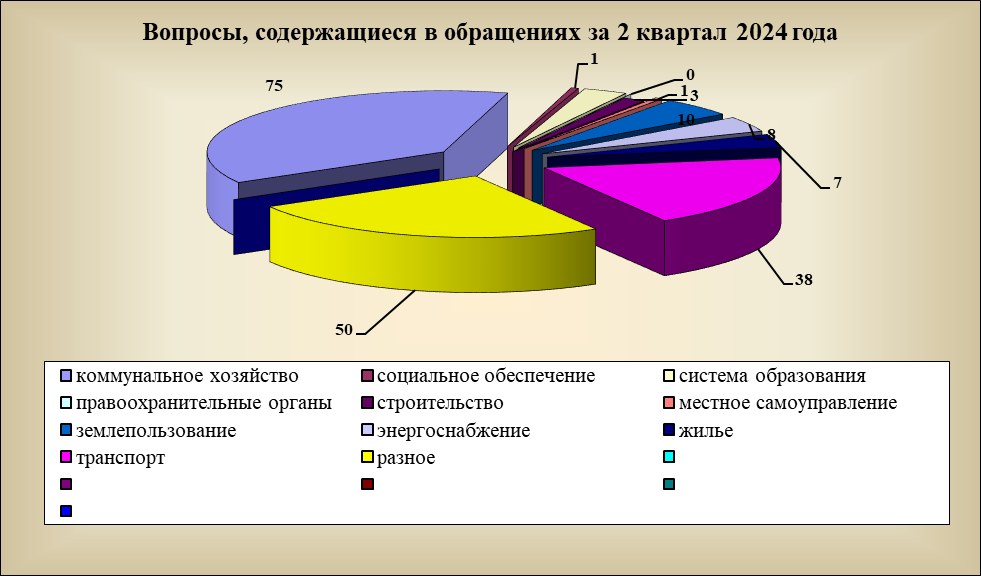 Вопросы, содержащиеся в обращениях за 2 квартал 2024 года
75
1
0
1
3
10
8
7
38
50
коммунальное хозяйство социальное обеспечение система образования
правоохранительные органы строительство местное самоуправление
землепользование энергоснабжение жилье
транспорт разное